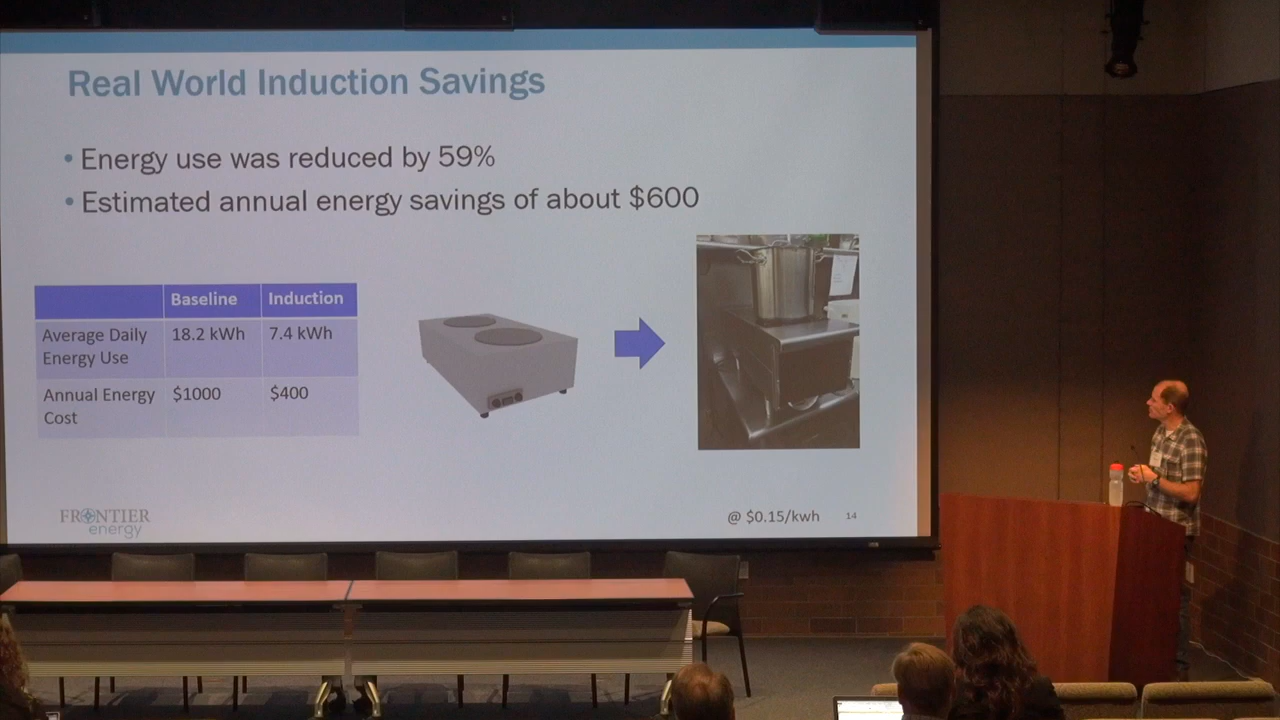 Real World Induction Savings
• Energy use was reduced by 59%
• Estimated annual energy savings of about $600
Baseline Induction
Average Daily Energy Use 18.2 kWh 7.4 kWh
Annual Energy Cost $1000 $400
FRONTIER
energy
@ $0.15/kwh 14